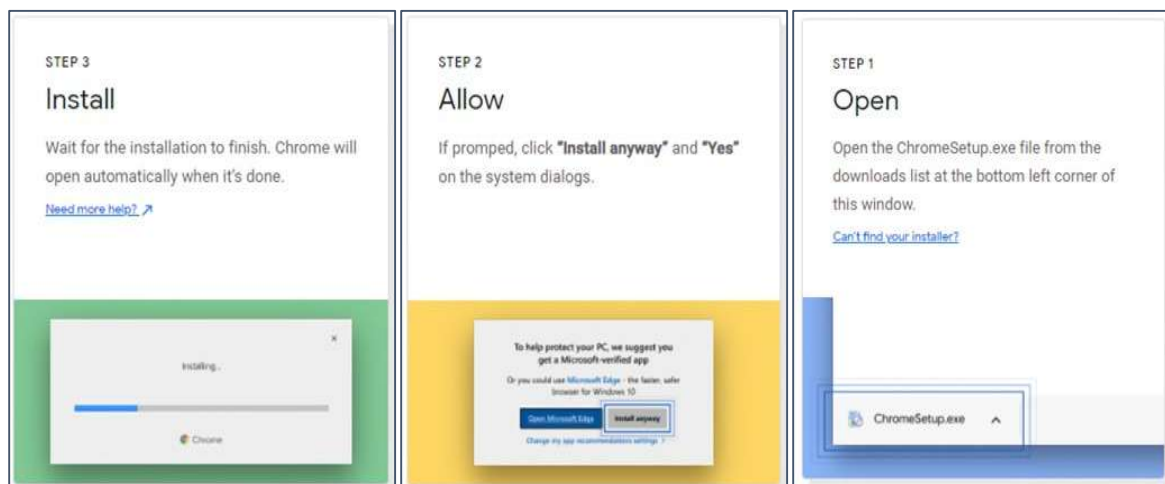 STEP 3
Install
Wait for the installation to finish. Chrome will
open automatically when it's done.
Need more help?
Installing...
Chrome
STEP 2
Allow
If promped, click "Install anyway" and "Yes"
on the system dialogs.
To help protect your PC, we suggest you
get a Microsoft-verified app
Or you could use Microsoft Edge - the faster, safer
browser for Windows 10
Open Microsoft Edge
Install anyway
Change my app recommendations settings >
STEP 1
Open
Open the ChromeSetup.exe file from the
downloads list at the bottom left corner of
this window.
Can't find your installer?
ChromeSetup.exe